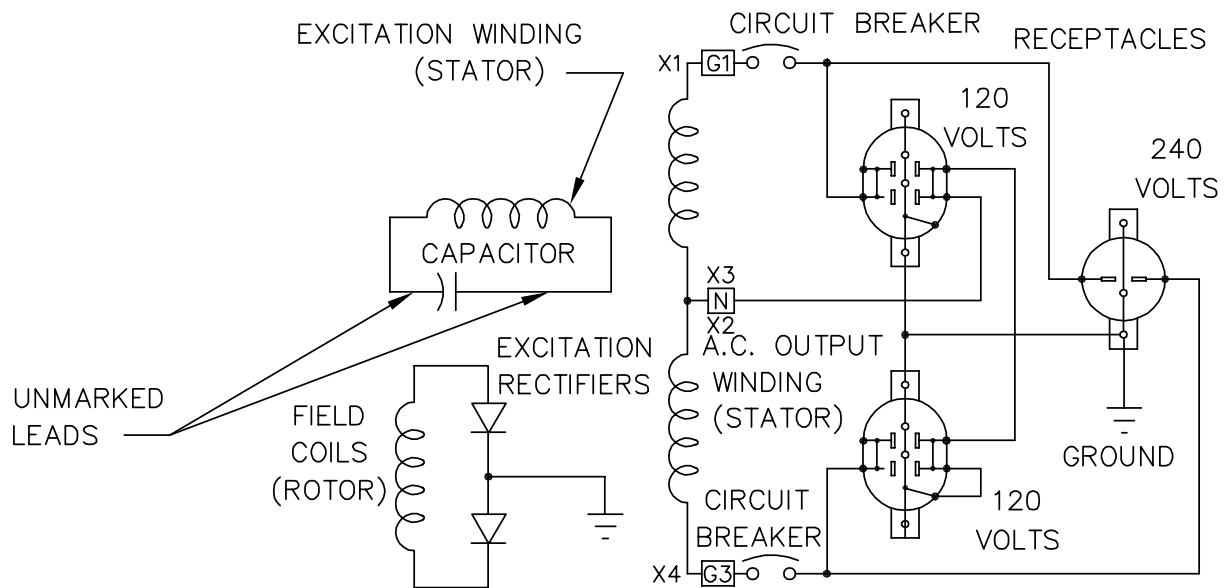 EXCITATION WINDING
(STATOR)
CIRCUIT BREAKER
RECEPTACLES
X1
G1
120
VOLTS
240
VOLTS
CAPACITOR
X3
N
X2
A.C. OUTPUT
WINDING
(STATOR)
EXCITATION
RECTIFIERS
UNMARKED
LEADS
FIELD
COILS
(ROTOR)
GROUND
CIRCUIT
BREAKER
120
VOLTS
X4
G3